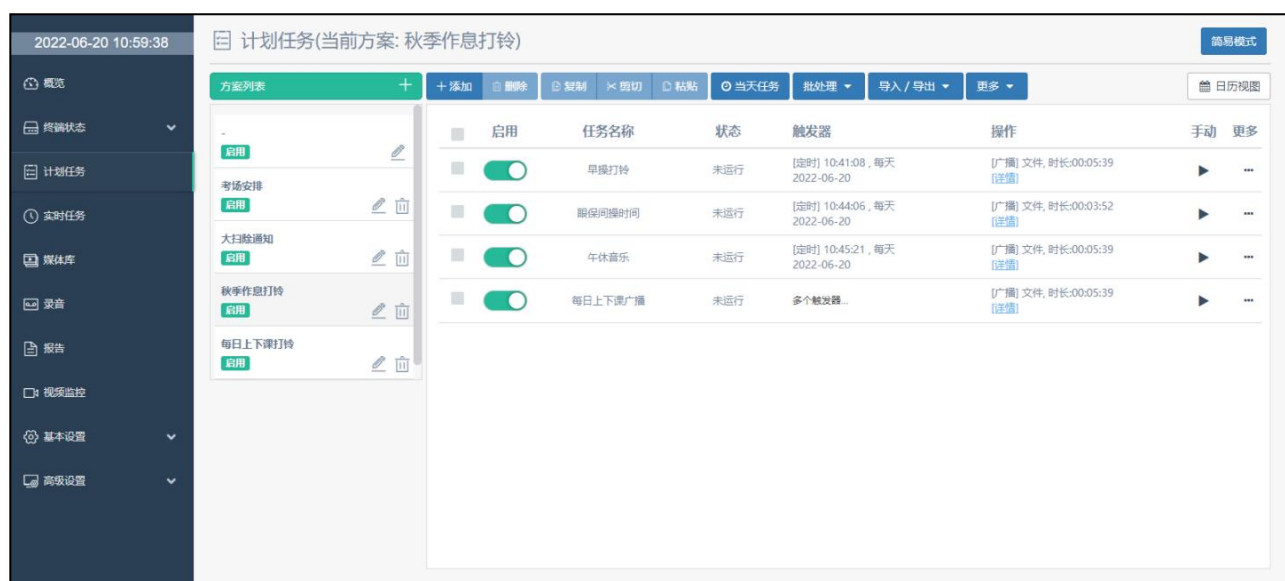 2022-06-20 10:59:38
概览
终端状态
计划任务
实时任务
媒体库
录音
报告
视频监控
基本设置
高级设置
计划任务(当前方案: 秋季作息打铃)
简易模式
方案列表
-
启用
考场安排
启用
大扫除通知
启用
秋季作息打铃
启用
每日上下课打铃
启用
添加 删除 复制 剪切 粘贴 当天任务 批处理 导入 / 导出 更多 日历视图
启用 任务名称 状态 触发器 操作 手动 更多
早操打铃 未运行 [定时] 10:41:08 , 每天 [广播] 文件, 时长:00:05:39
2022-06-20 [详情]
眼保间操时间 未运行 [定时] 10:44:06 , 每天 [广播] 文件, 时长:00:03:52
2022-06-20 [详情]
午休音乐 未运行 [定时] 10:45:21 , 每天 [广播] 文件, 时长:00:05:39
2022-06-20 [详情]
每日上下课广播 未运行 多个触发器... [广播] 文件, 时长:00:05:39
[详情]